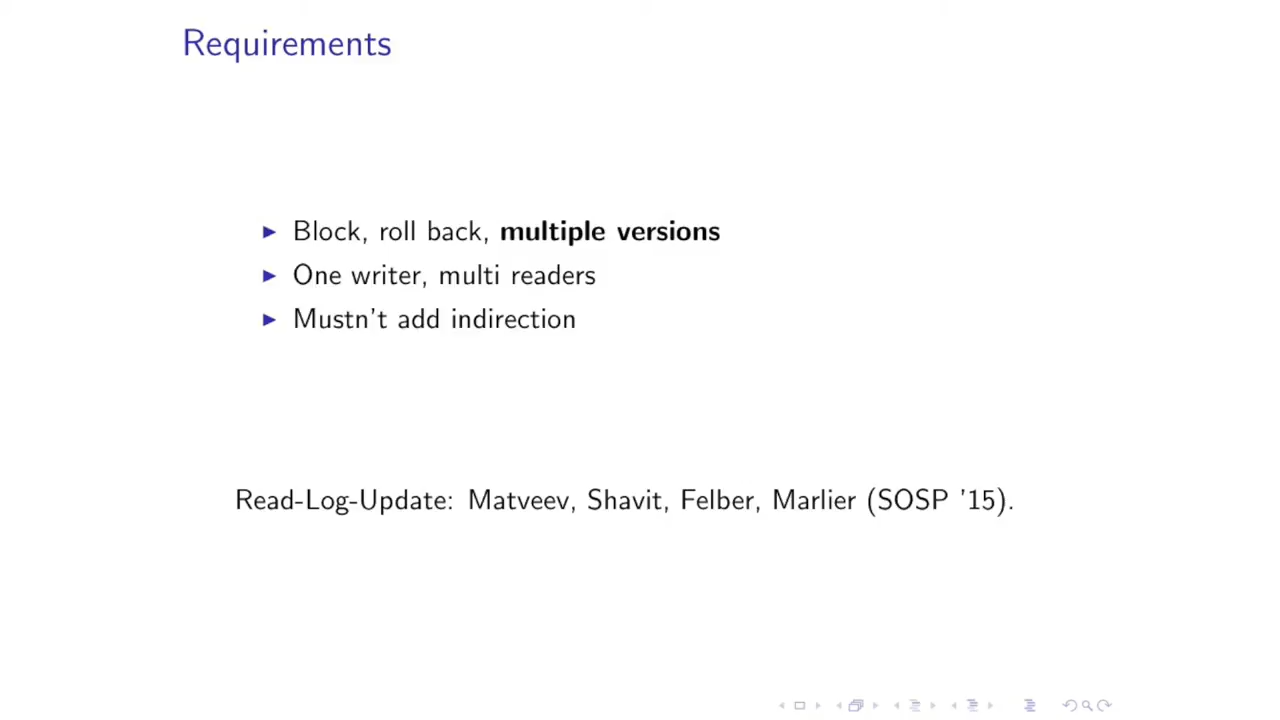 Requirements
Block, roll back, multiple versions
One writer, multi readers
Mustn't add indirection
Read-Log-Update: Matveev, Shavit, Felber, Marlier (SOSP '15).